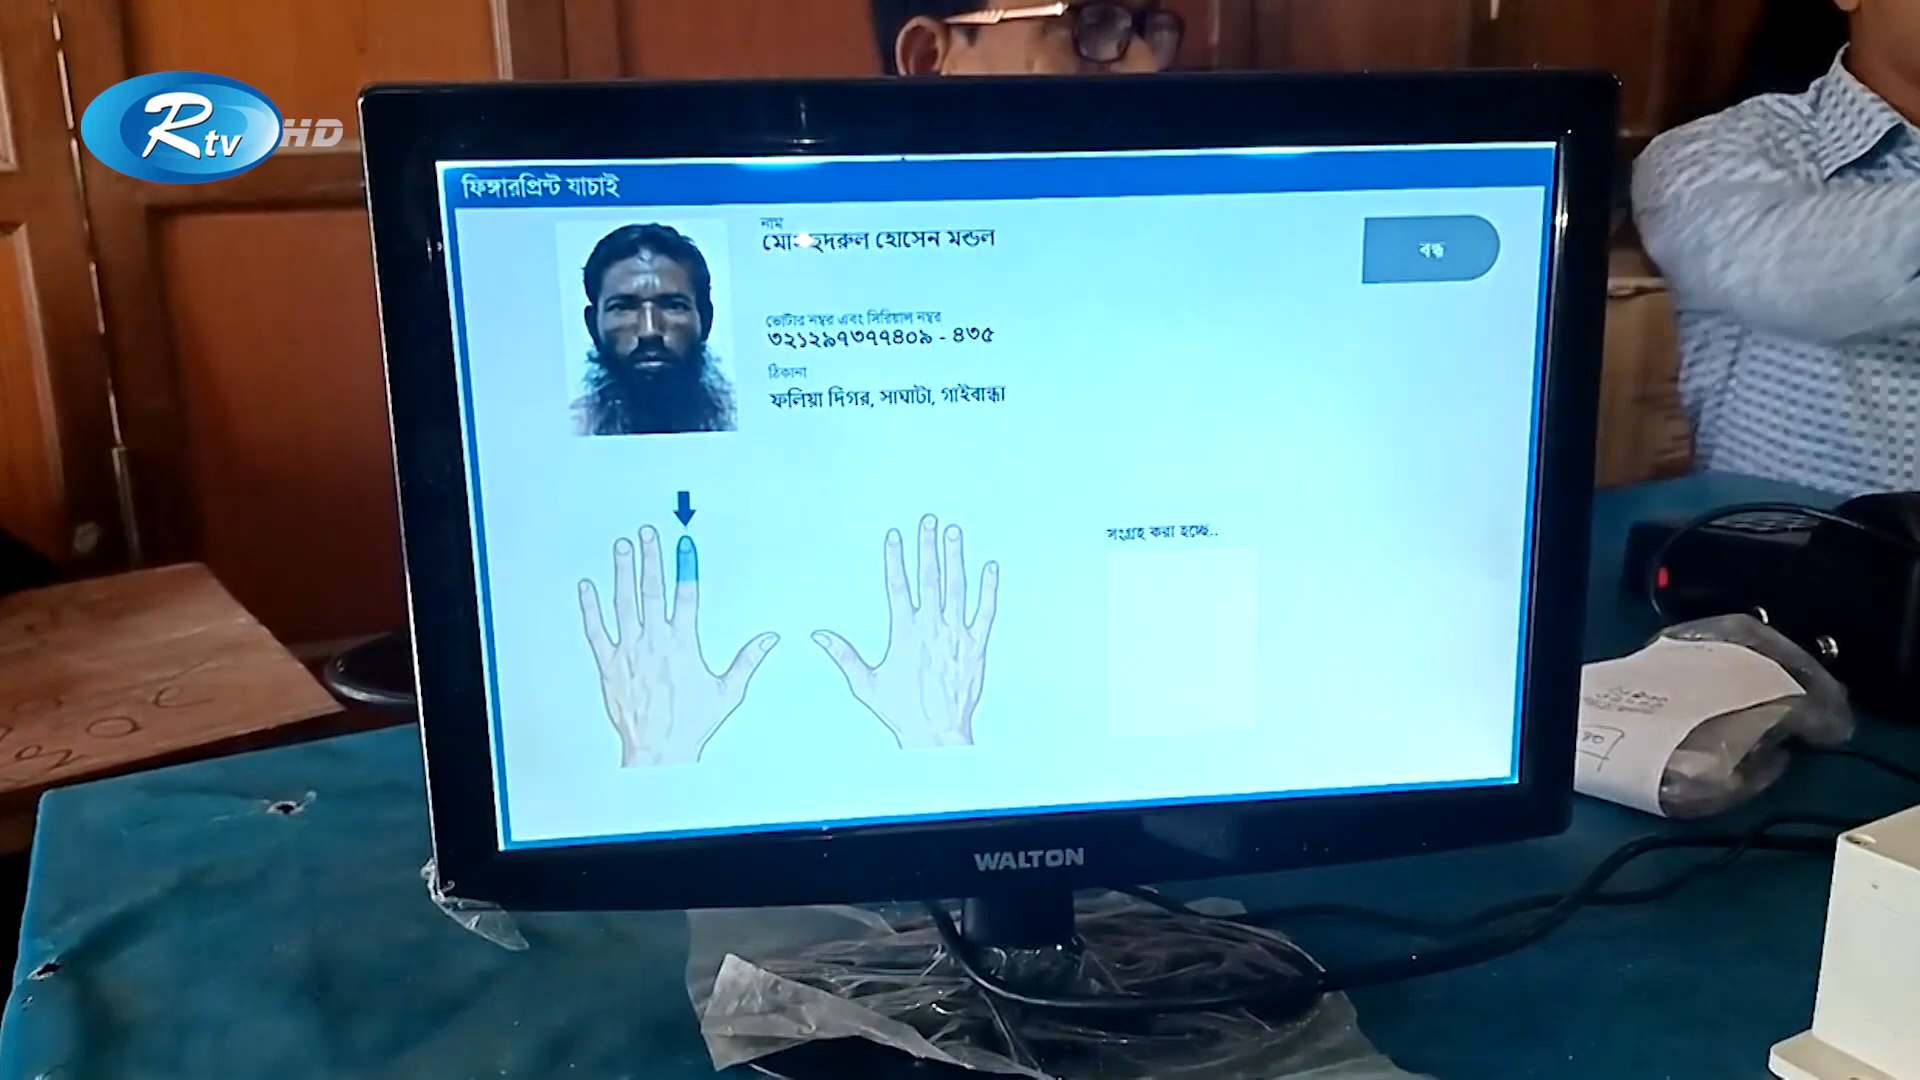 Rtv HD
ফিঙ্গারপ্রিন্ট যাচাই
নাম
হোসেন মন্ডল
বন্ধ
ভোটার নম্বর এবং সিরিয়াল নম্বর
৩২১২৯৭৩৭৭৪০৯ - ৪৩৫
ঠিকানা
ফলিয়া দিগর, সাঘাটা, গাইবান্ধা
সংগ্রহ করা হচ্ছে..
WALTON